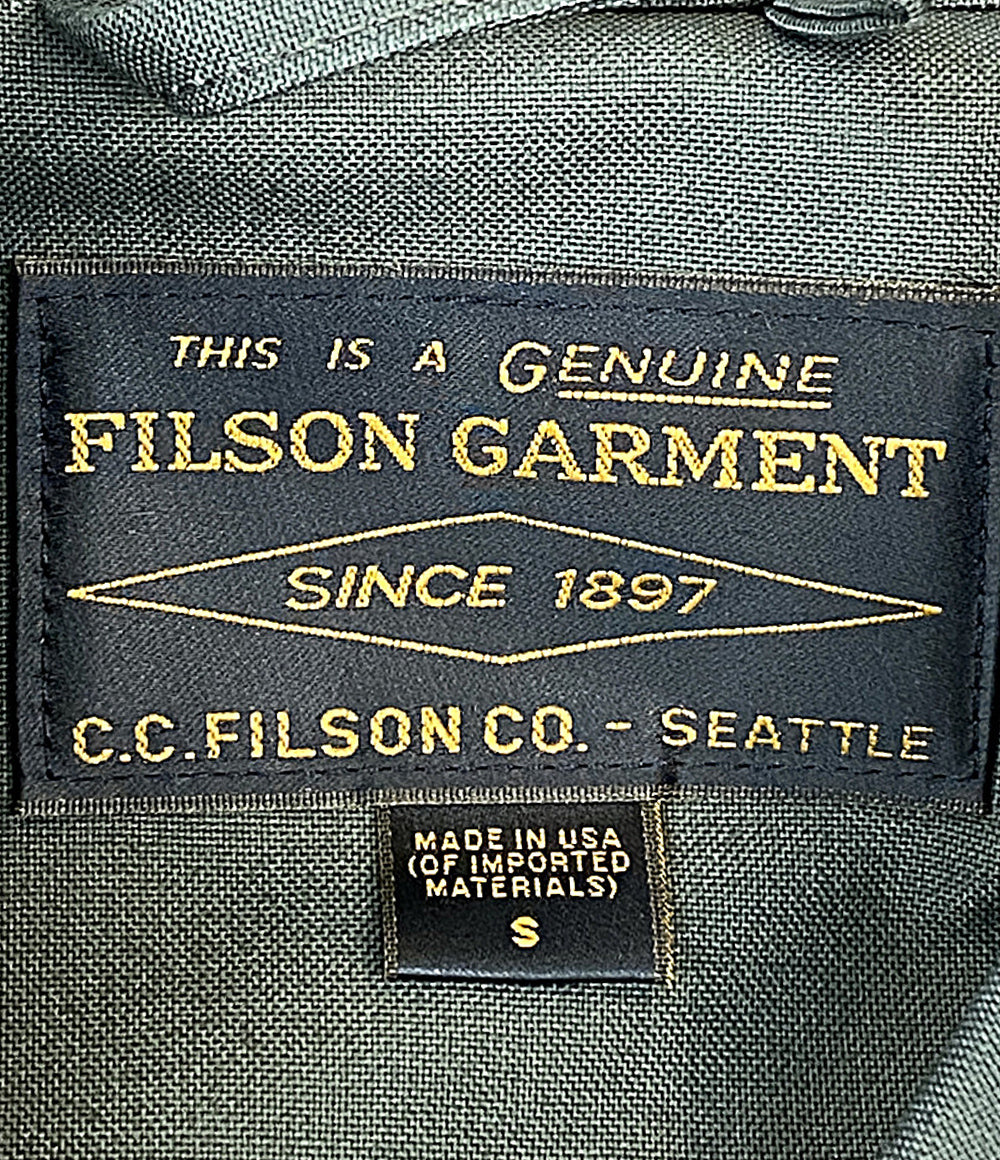 THIS IS A GENUINE
FILSON GARMENT
SINCE 1897
C.C. FILSON CO. - SEATTLE
MADE IN USA
(OF IMPORTED
MATERIALS)
S